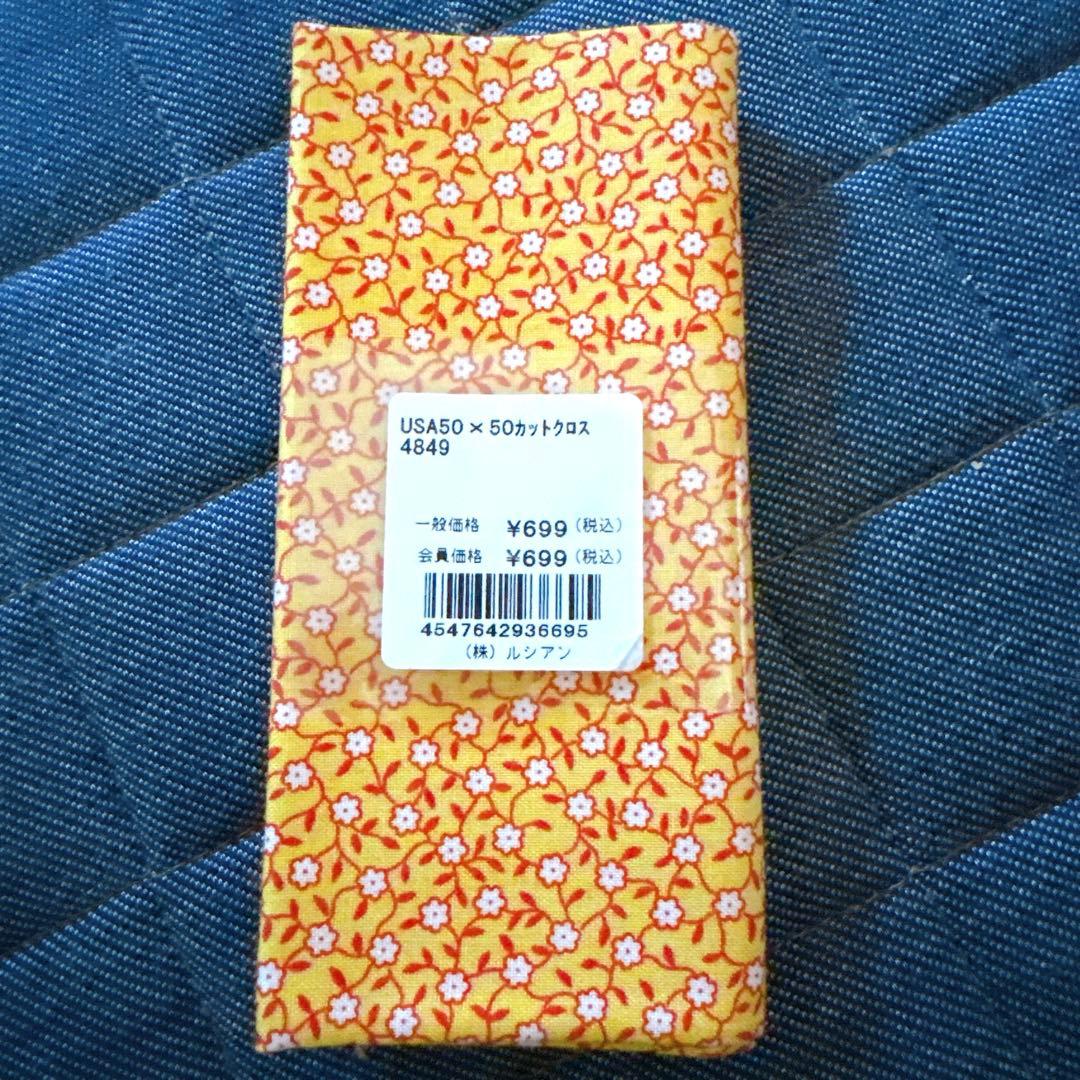 USA50×50カットクロス
4849
一般価格 ¥699(税込)
会員価格 ¥699(税込)
4547642936695
(株)ルシアン